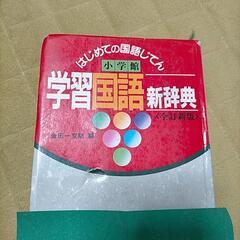 はじめての国語じてん
小学館
学習国語新辞典
〈全訂新版〉
金田一京助 編